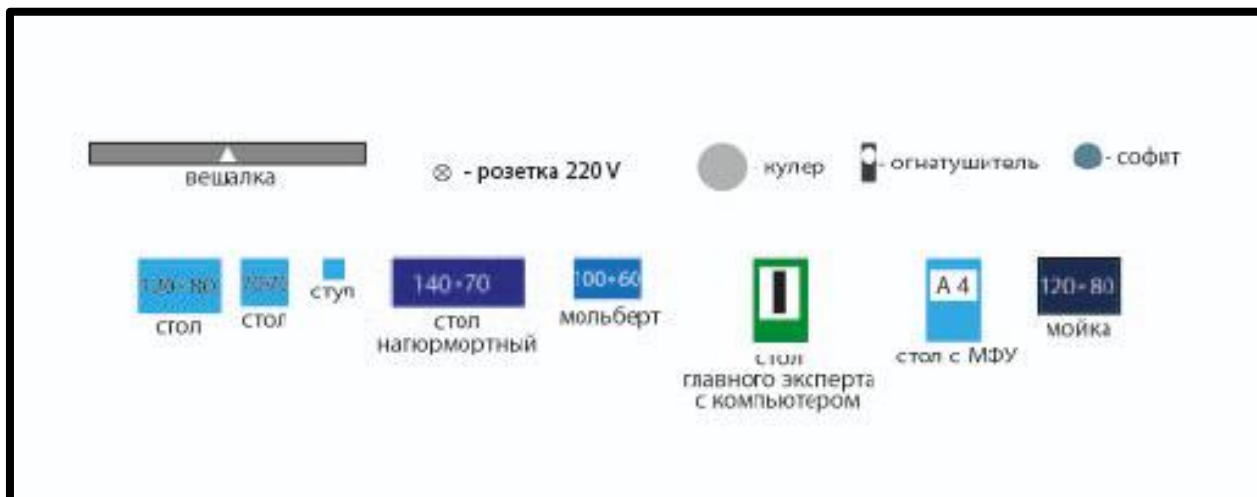 вешалка
- розетка 220 V
- кулер
- огнатушитель
- софит
120*80
стол
стол
стул
140*70
стол
натюрмортный
100*60
мольберт
стол
главного эксперта
с компьютером
А 4
стол с МФУ
120*80
мойка